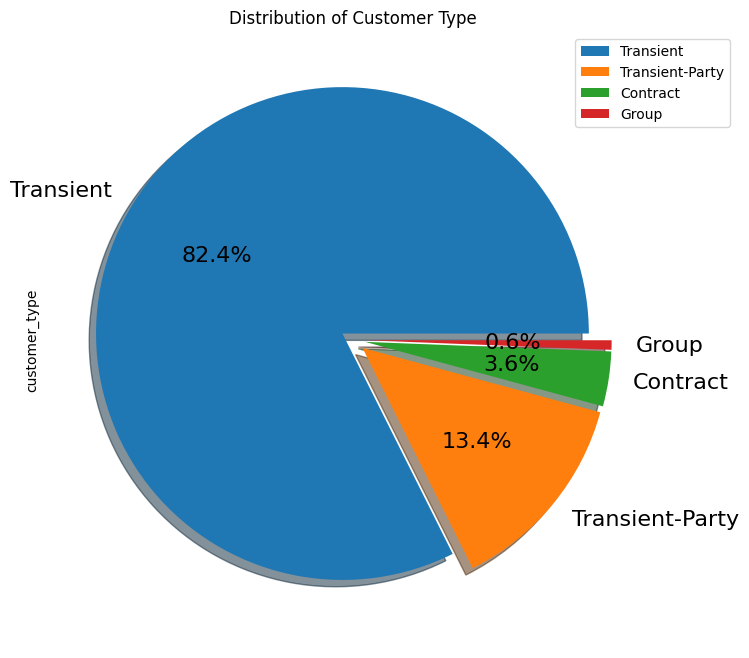 Distribution of Customer Type
Transient
Transient-Party
Contract
Group
Transient
82.4%
customer_type
0.6%
Group
3.6%
Contract
13.4%
Transient-Party